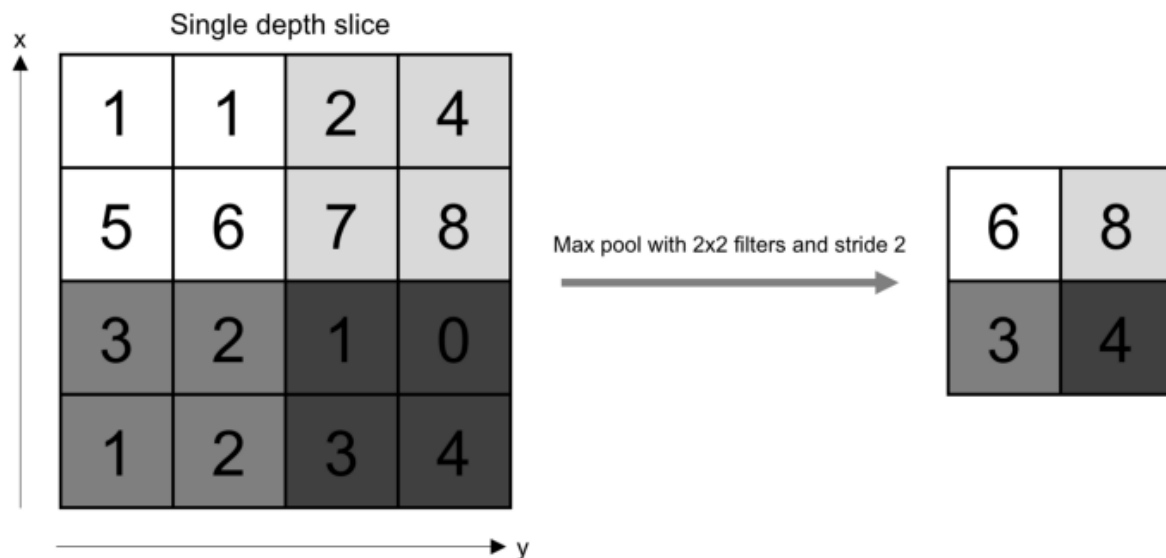 Single depth slice
x
1 1 2 4
5 6 7 8
3 2 1 0
1 2 3 4
y
Max pool with 2x2 filters and stride 2
6 8
3 4